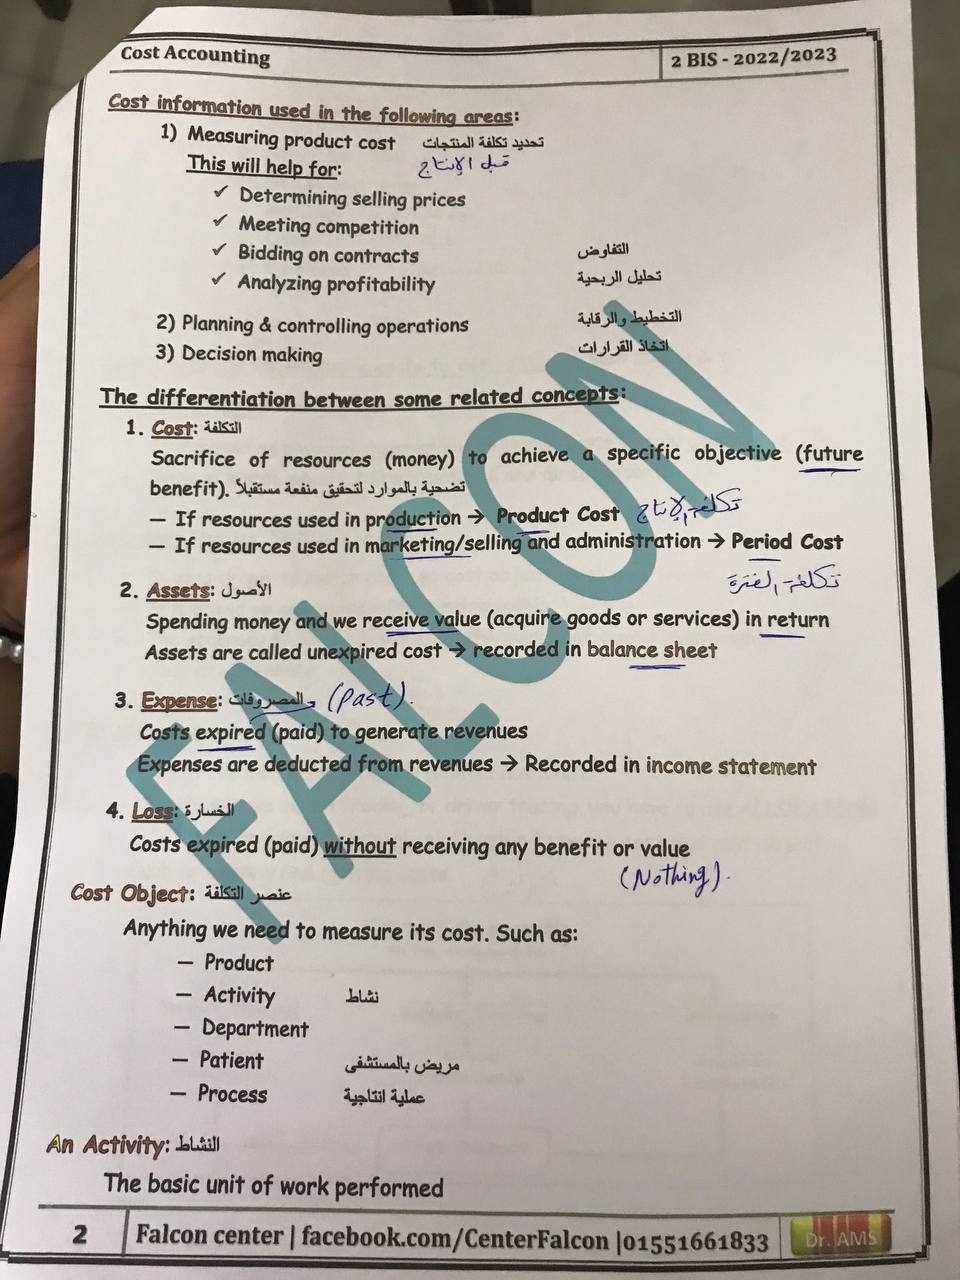 Cost Accounting 2 BIS - 2022/2023
Cost information used in the following areas:
1) Measuring product cost تحديد تكلفة المنتجات
This will help for: قبل الإنتاج
✓ Determining selling prices
✓ Meeting competition
✓ Bidding on contracts التفاوض
✓ Analyzing profitability تحليل الربحية
2) Planning & controlling operations التخطيط والرقابة
3) Decision making اتخاذ القرارات
The differentiation between some related concepts:
1. Cost: التكلفة
Sacrifice of resources (money) to achieve a specific objective (future
benefit). تضحية بالموارد لتحقيق منفعة مستقبلاً
— If resources used in production → Product Cost تكلفة الإنتاج
— If resources used in marketing/selling and administration → Period Cost
تكلفة الفترة
2. Assets: الأصول
Spending money and we receive value (acquire goods or services) in return
Assets are called unexpired cost → recorded in balance sheet
3. Expense: المصروفات (Past).
Costs expired (paid) to generate revenues
Expenses are deducted from revenues → Recorded in income statement
4. Loss: الخسارة
Costs expired (paid) without receiving any benefit or value
(Nothing).
Cost Object: عنصر التكلفة
Anything we need to measure its cost. Such as:
— Product
— Activity نشاط
— Department
— Patient مريض بالمستشفى
— Process عملية انتاجية
An Activity: النشاط
The basic unit of work performed
2 Falcon center | facebook.com/CenterFalcon |01551661833 Dr. AMS
FALCON